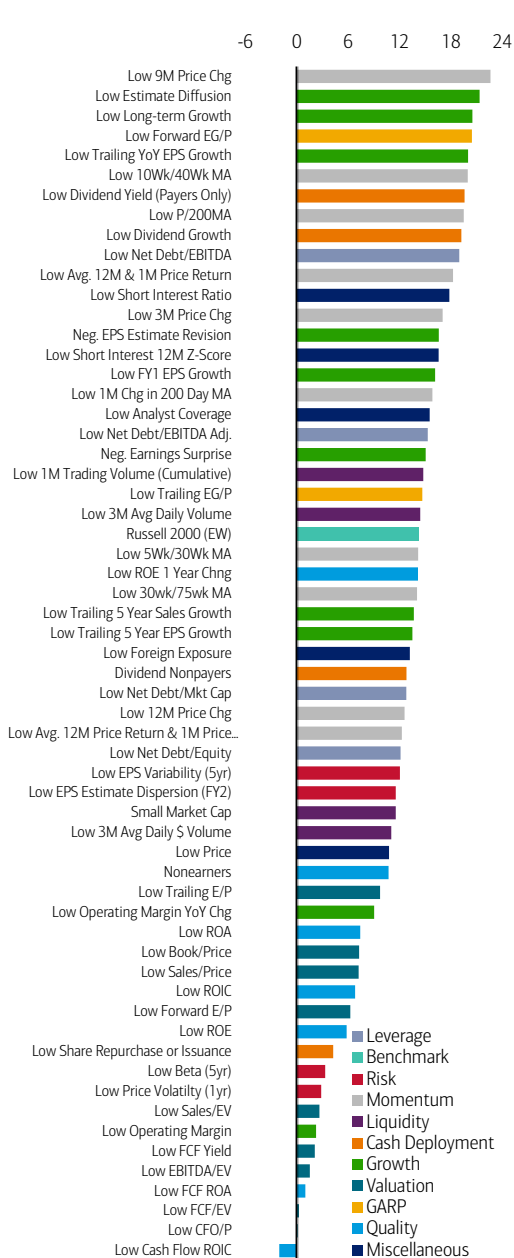 -6 0 6 12 18 24
Low 9M Price Chg
Low Estimate Diffusion
Low Long-term Growth
Low Forward EG/P
Low Trailing YoY EPS Growth
Low 10Wk/40Wk MA
Low Dividend Yield (Payers Only)
Low P/200MA
Low Dividend Growth
Low Net Debt/EBITDA
Low Avg. 12M & 1M Price Return
Low Short Interest Ratio
Low 3M Price Chg
Neg. EPS Estimate Revision
Low Short Interest 12M Z-Score
Low FY1 EPS Growth
Low 1M Chg in 200 Day MA
Low Analyst Coverage
Low Net Debt/EBITDA Adj.
Neg. Earnings Surprise
Low 1M Trading Volume (Cumulative)
Low Trailing EG/P
Low 3M Avg Daily Volume
Russell 2000 (EW)
Low 5Wk/30Wk MA
Low ROE 1 Year Chng
Low 30wk/75wk MA
Low Trailing 5 Year Sales Growth
Low Trailing 5 Year EPS Growth
Low Foreign Exposure
Dividend Nonpayers
Low Net Debt/Mkt Cap
Low 12M Price Chg
Low Avg. 12M Price Return & 1M Price...
Low Net Debt/Equity
Low EPS Variability (5yr)
Low EPS Estimate Dispersion (FY2)
Small Market Cap
Low 3M Avg Daily $ Volume
Low Price
Nonearners
Low Trailing E/P
Low Operating Margin YoY Chg
Low ROA
Low Book/Price
Low Sales/Price
Low ROIC
Low Forward E/P
Low ROE
Low Share Repurchase or Issuance
Low Beta (5yr)
Low Price Volatilty (1yr)
Low Sales/EV
Low Operating Margin
Low FCF Yield
Low EBITDA/EV
Low FCF ROA
Low FCF/EV
Low CFO/P
Low Cash Flow ROIC
Leverage
Benchmark
Risk
Momentum
Liquidity
Cash Deployment
Growth
Valuation
GARP
Quality
Miscellaneous